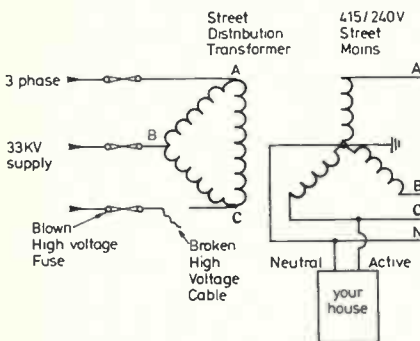 Street
Distribution
Transformer
415/240V
Street
Mains
3 phase
33KV
supply
A
B
C
A
B
C
N
Blown
High voltage
Fuse
Broken
High
Voltage
Cable
Neutral
Active
your
house